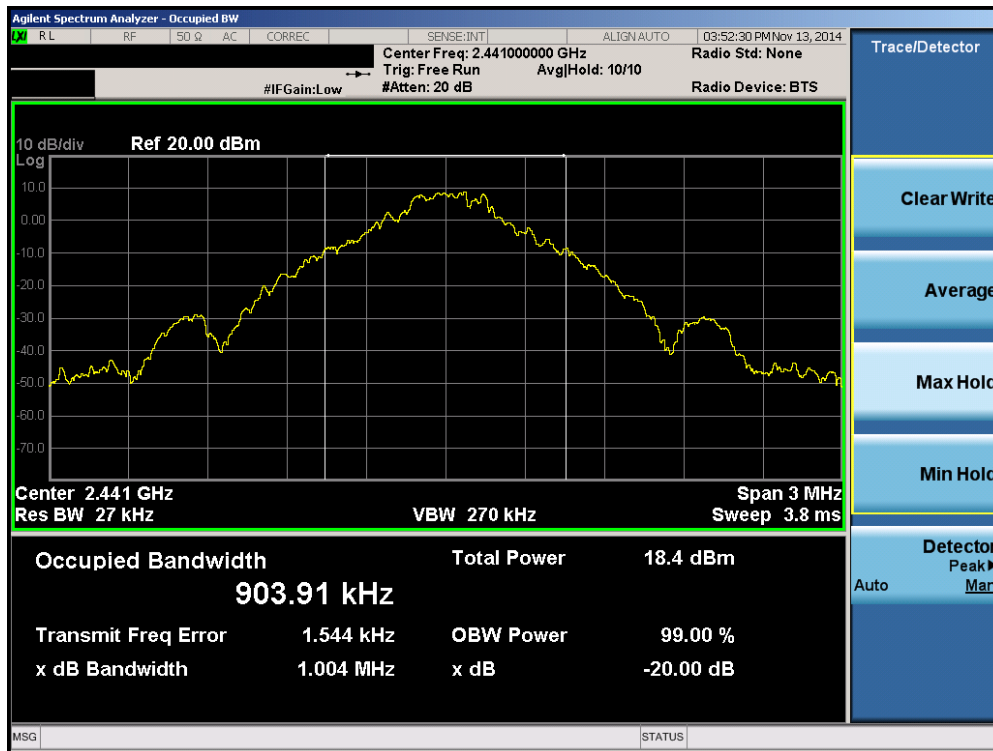 Agilent Spectrum Analyzer - Occupied BW
LXI RL RF 50 Ω AC CORREC SENSE:INT ALIGN AUTO 03:52:30 PM Nov 13, 2014
Center Freq: 2.441000000 GHz Radio Std: None
Trig: Free Run Avg|Hold: 10/10
#IFGain:Low #Atten: 20 dB Radio Device: BTS
10 dB/div Ref 20.00 dBm
Log
10.0
0.00
-10.0
-20.0
-30.0
-40.0
-50.0
-60.0
-70.0
Center 2.441 GHz Span 3 MHz
Res BW 27 kHz VBW 270 kHz Sweep 3.8 ms
Occupied Bandwidth Total Power 18.4 dBm
903.91 kHz
Transmit Freq Error 1.544 kHz OBW Power 99.00 %
x dB Bandwidth 1.004 MHz x dB -20.00 dB
MSG STATUS
Trace/Detector
Clear Write
Average
Max Hold
Min Hold
Detector
Peak
Auto Man